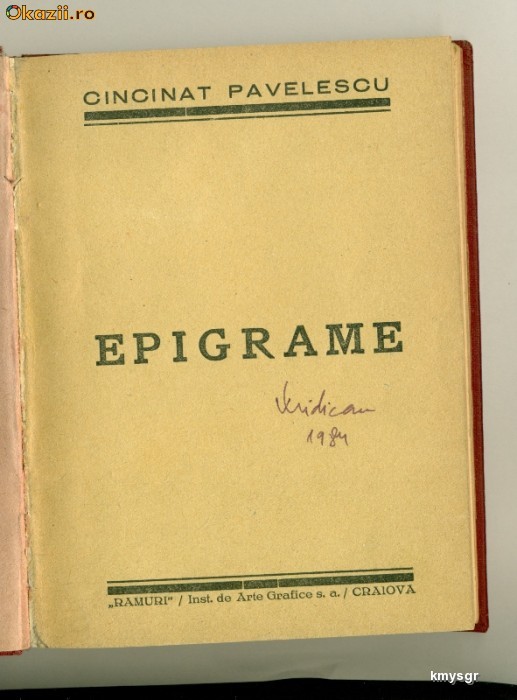 Okazii.ro
CINCINAT PAVELESCU
EPIGRAME
1984
„RAMURI" / Inst. de Arte Grafice s. a. / CRAIOVA
kmysgr